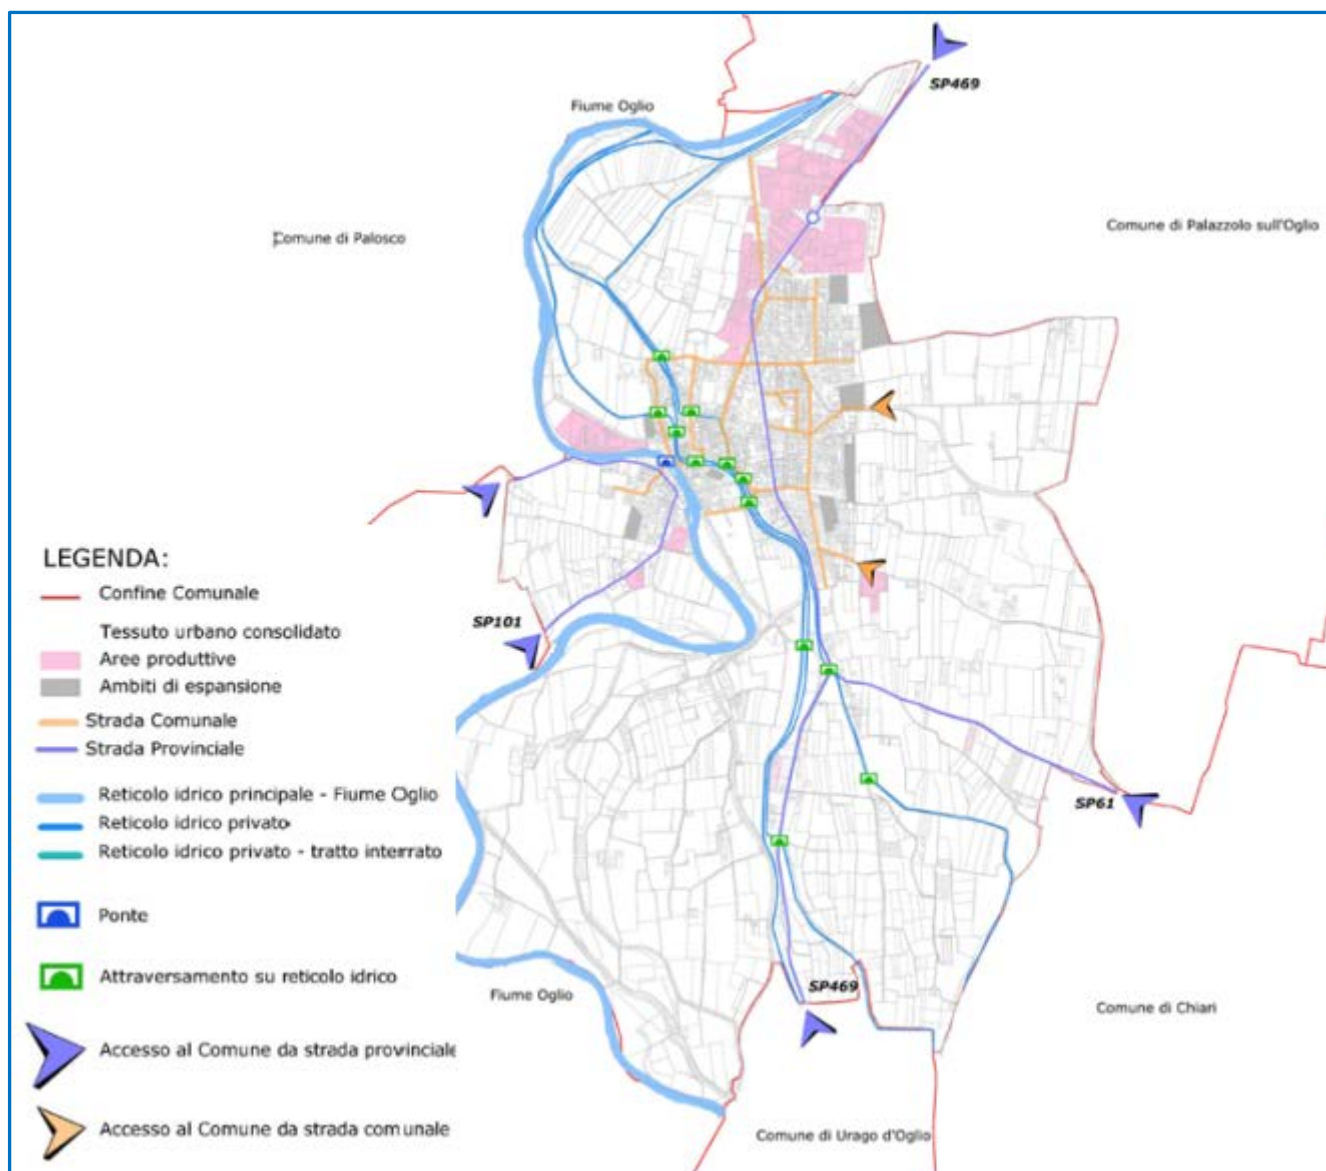 SP469
Fiume Oglio
Comune di Palosco
Comune di Palazzolo sull'Oglio
LEGENDA:
Confine Comunale
SP101
Tessuto urbano consolidato
Aree produttive
Ambiti di espansione
Strada Comunale
Strada Provinciale
Reticolo idrico principale - Fiume Oglio
SP61
Reticolo idrico privato
Reticolo idrico privato - tratto interrato
Ponte
Attraversamento su reticolo idrico
SP469
Fiume Oglio
Comune di Chiari
Accesso al Comune da strada provinciale
Accesso al Comune da strada comunale
Comune di Urago d'Oglio